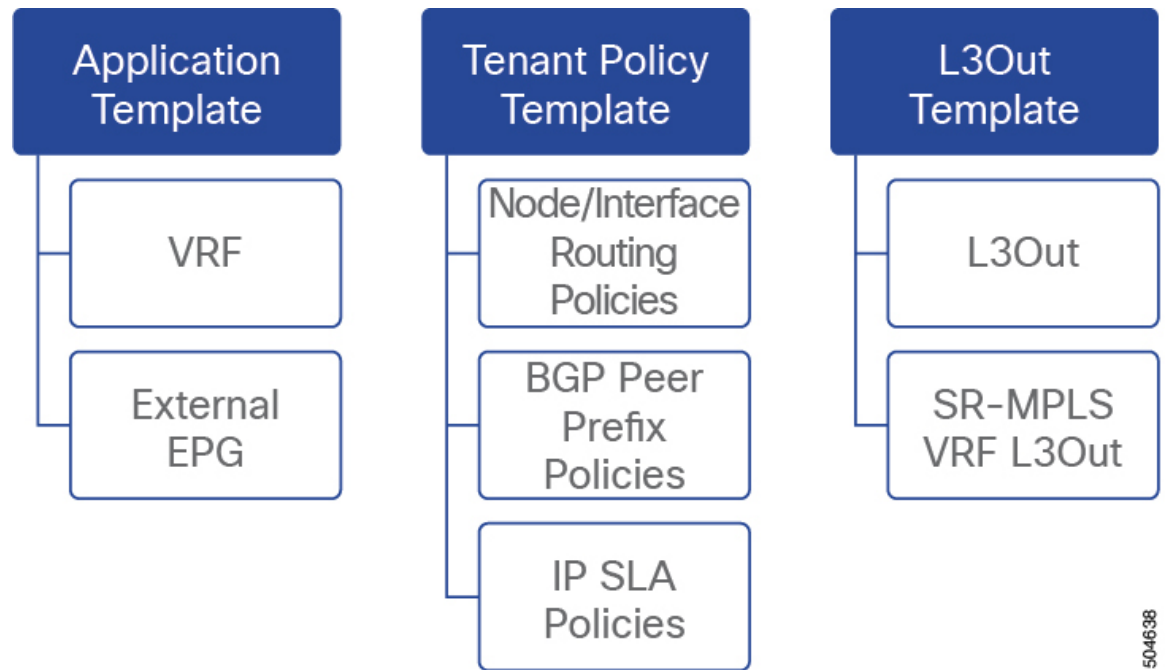 Application
Template
VRF
External
EPG
Tenant Policy
Template
Node/Interface
Routing
Policies
BGP Peer
Prefix
Policies
IP SLA
Policies
L3Out
Template
L3Out
SR-MPLS
VRF L3Out
504638